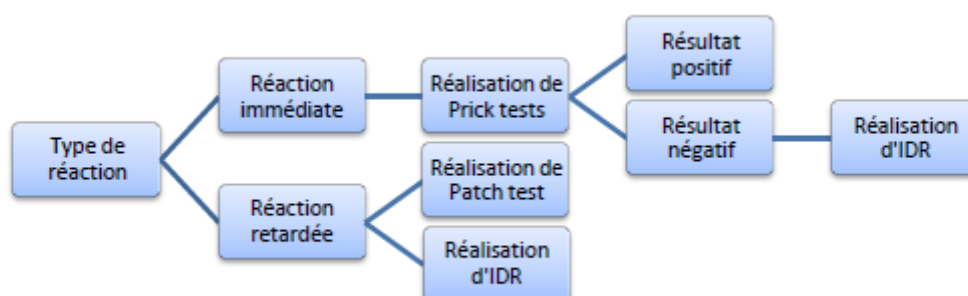 Type de
réaction
Réaction
immédiate
Réalisation de
Prick tests
Résultat
positif
Résultat
négatif
Réalisation
d'IDR
Réaction
retardée
Réalisation de
Patch test
Réalisation
d'IDR